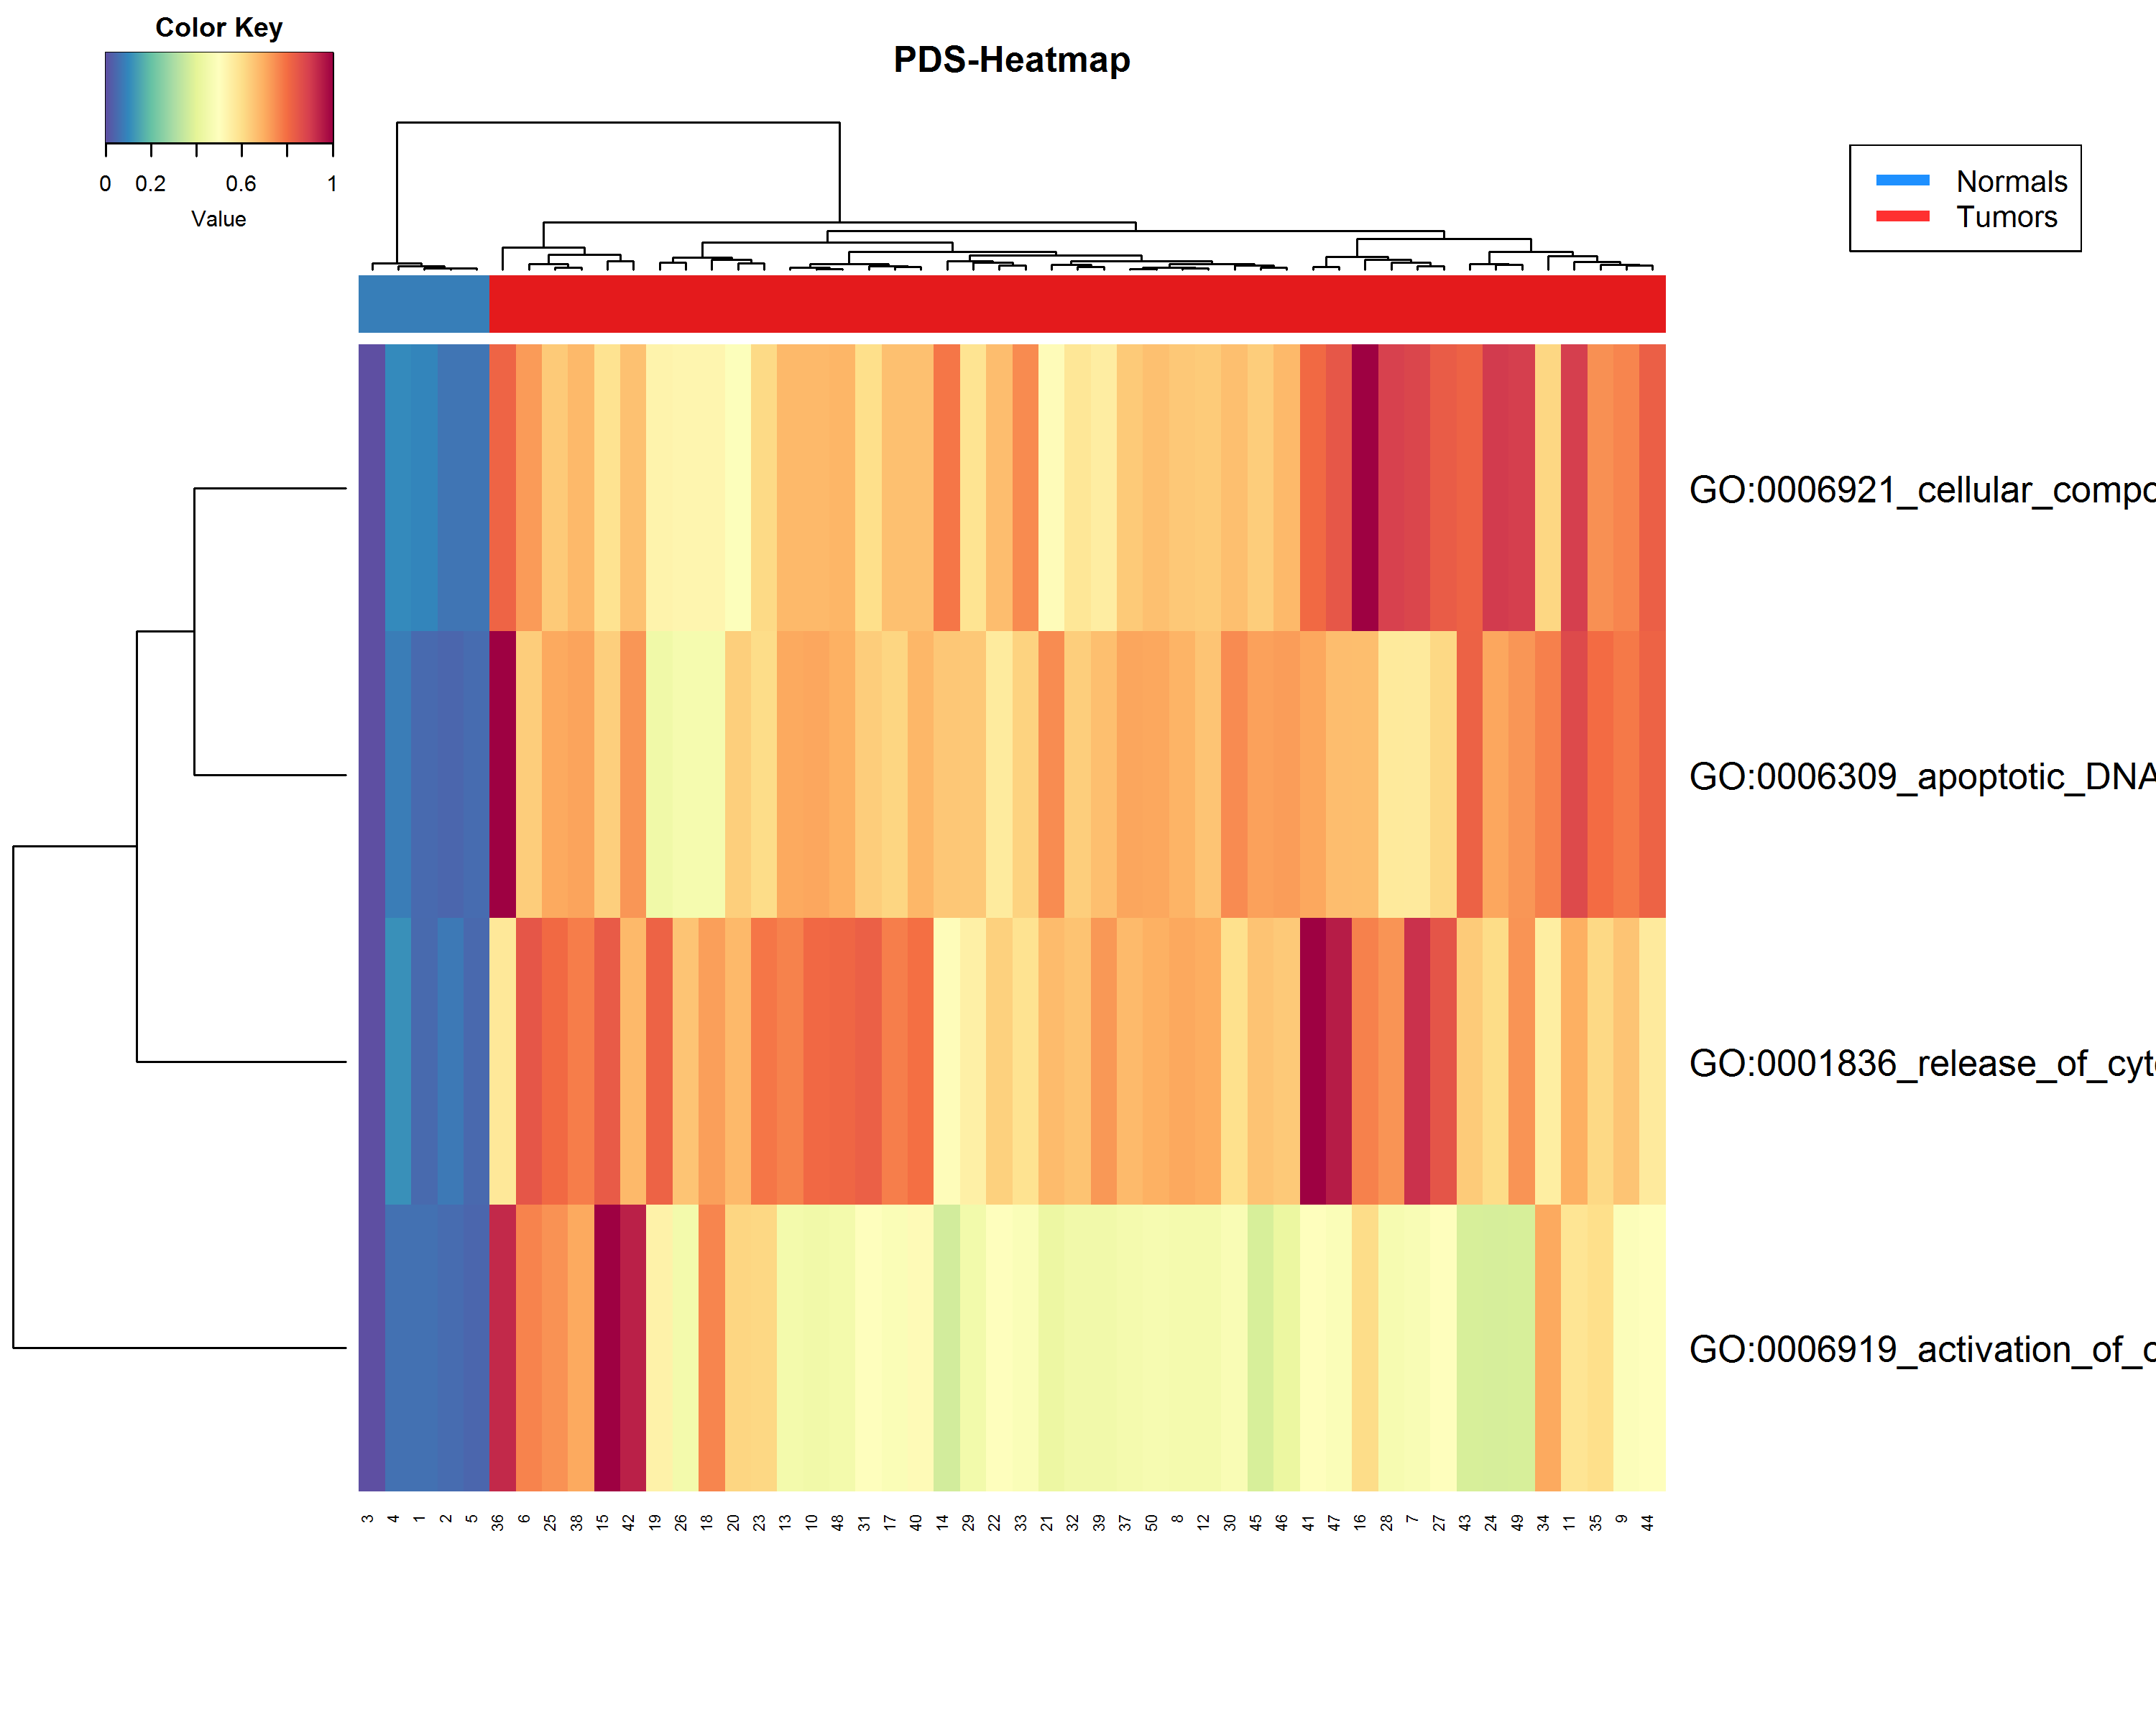 Color Key
0 0.2 0.6 1
Value
PDS-Heatmap
Normals
Tumors
GO:0006921_cellular_compo
GO:0006309_apoptotic_DNA
GO:0001836_release_of_cyt
GO:0006919_activation_of_c
3 4 1 2 5 36 6 25 38 15 42 19 26 18 20 23 13 10 48 31 17 40 14 29 22 33 21 32 39 37 50 8 12 30 45 46 41 47 16 28 7 27 43 24 49 34 11 35 9 44